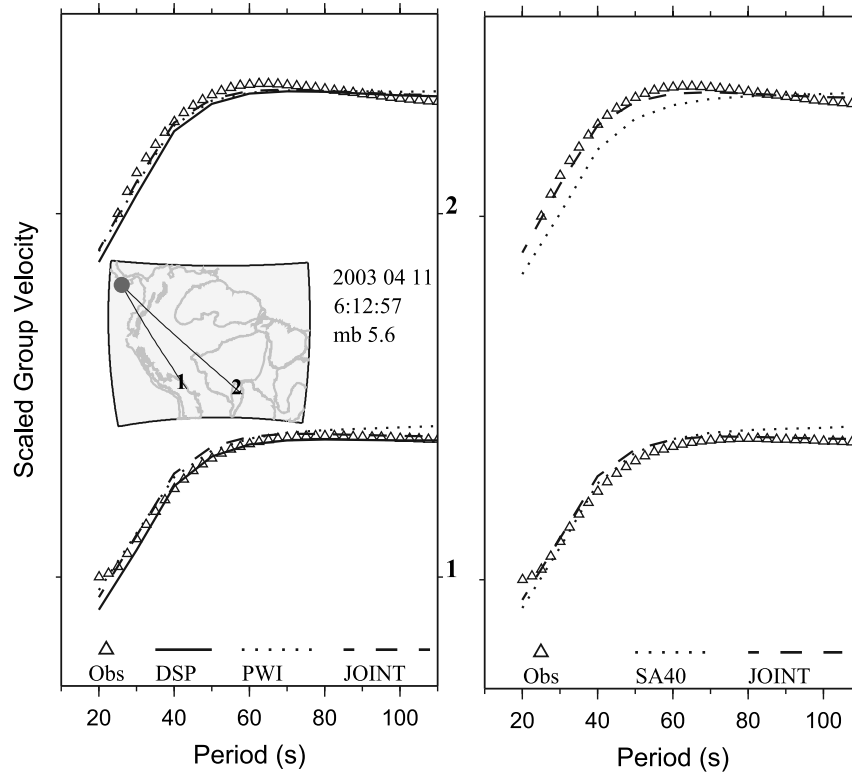 Scaled Group Velocity
2
2003 04 11
6:12:57
mb 5.6
1
2
1
Obs DSP PWI JOINT
20 40 60 80 100
Period (s)
Obs SA40 JOINT
20 40 60 80 100
Period (s)